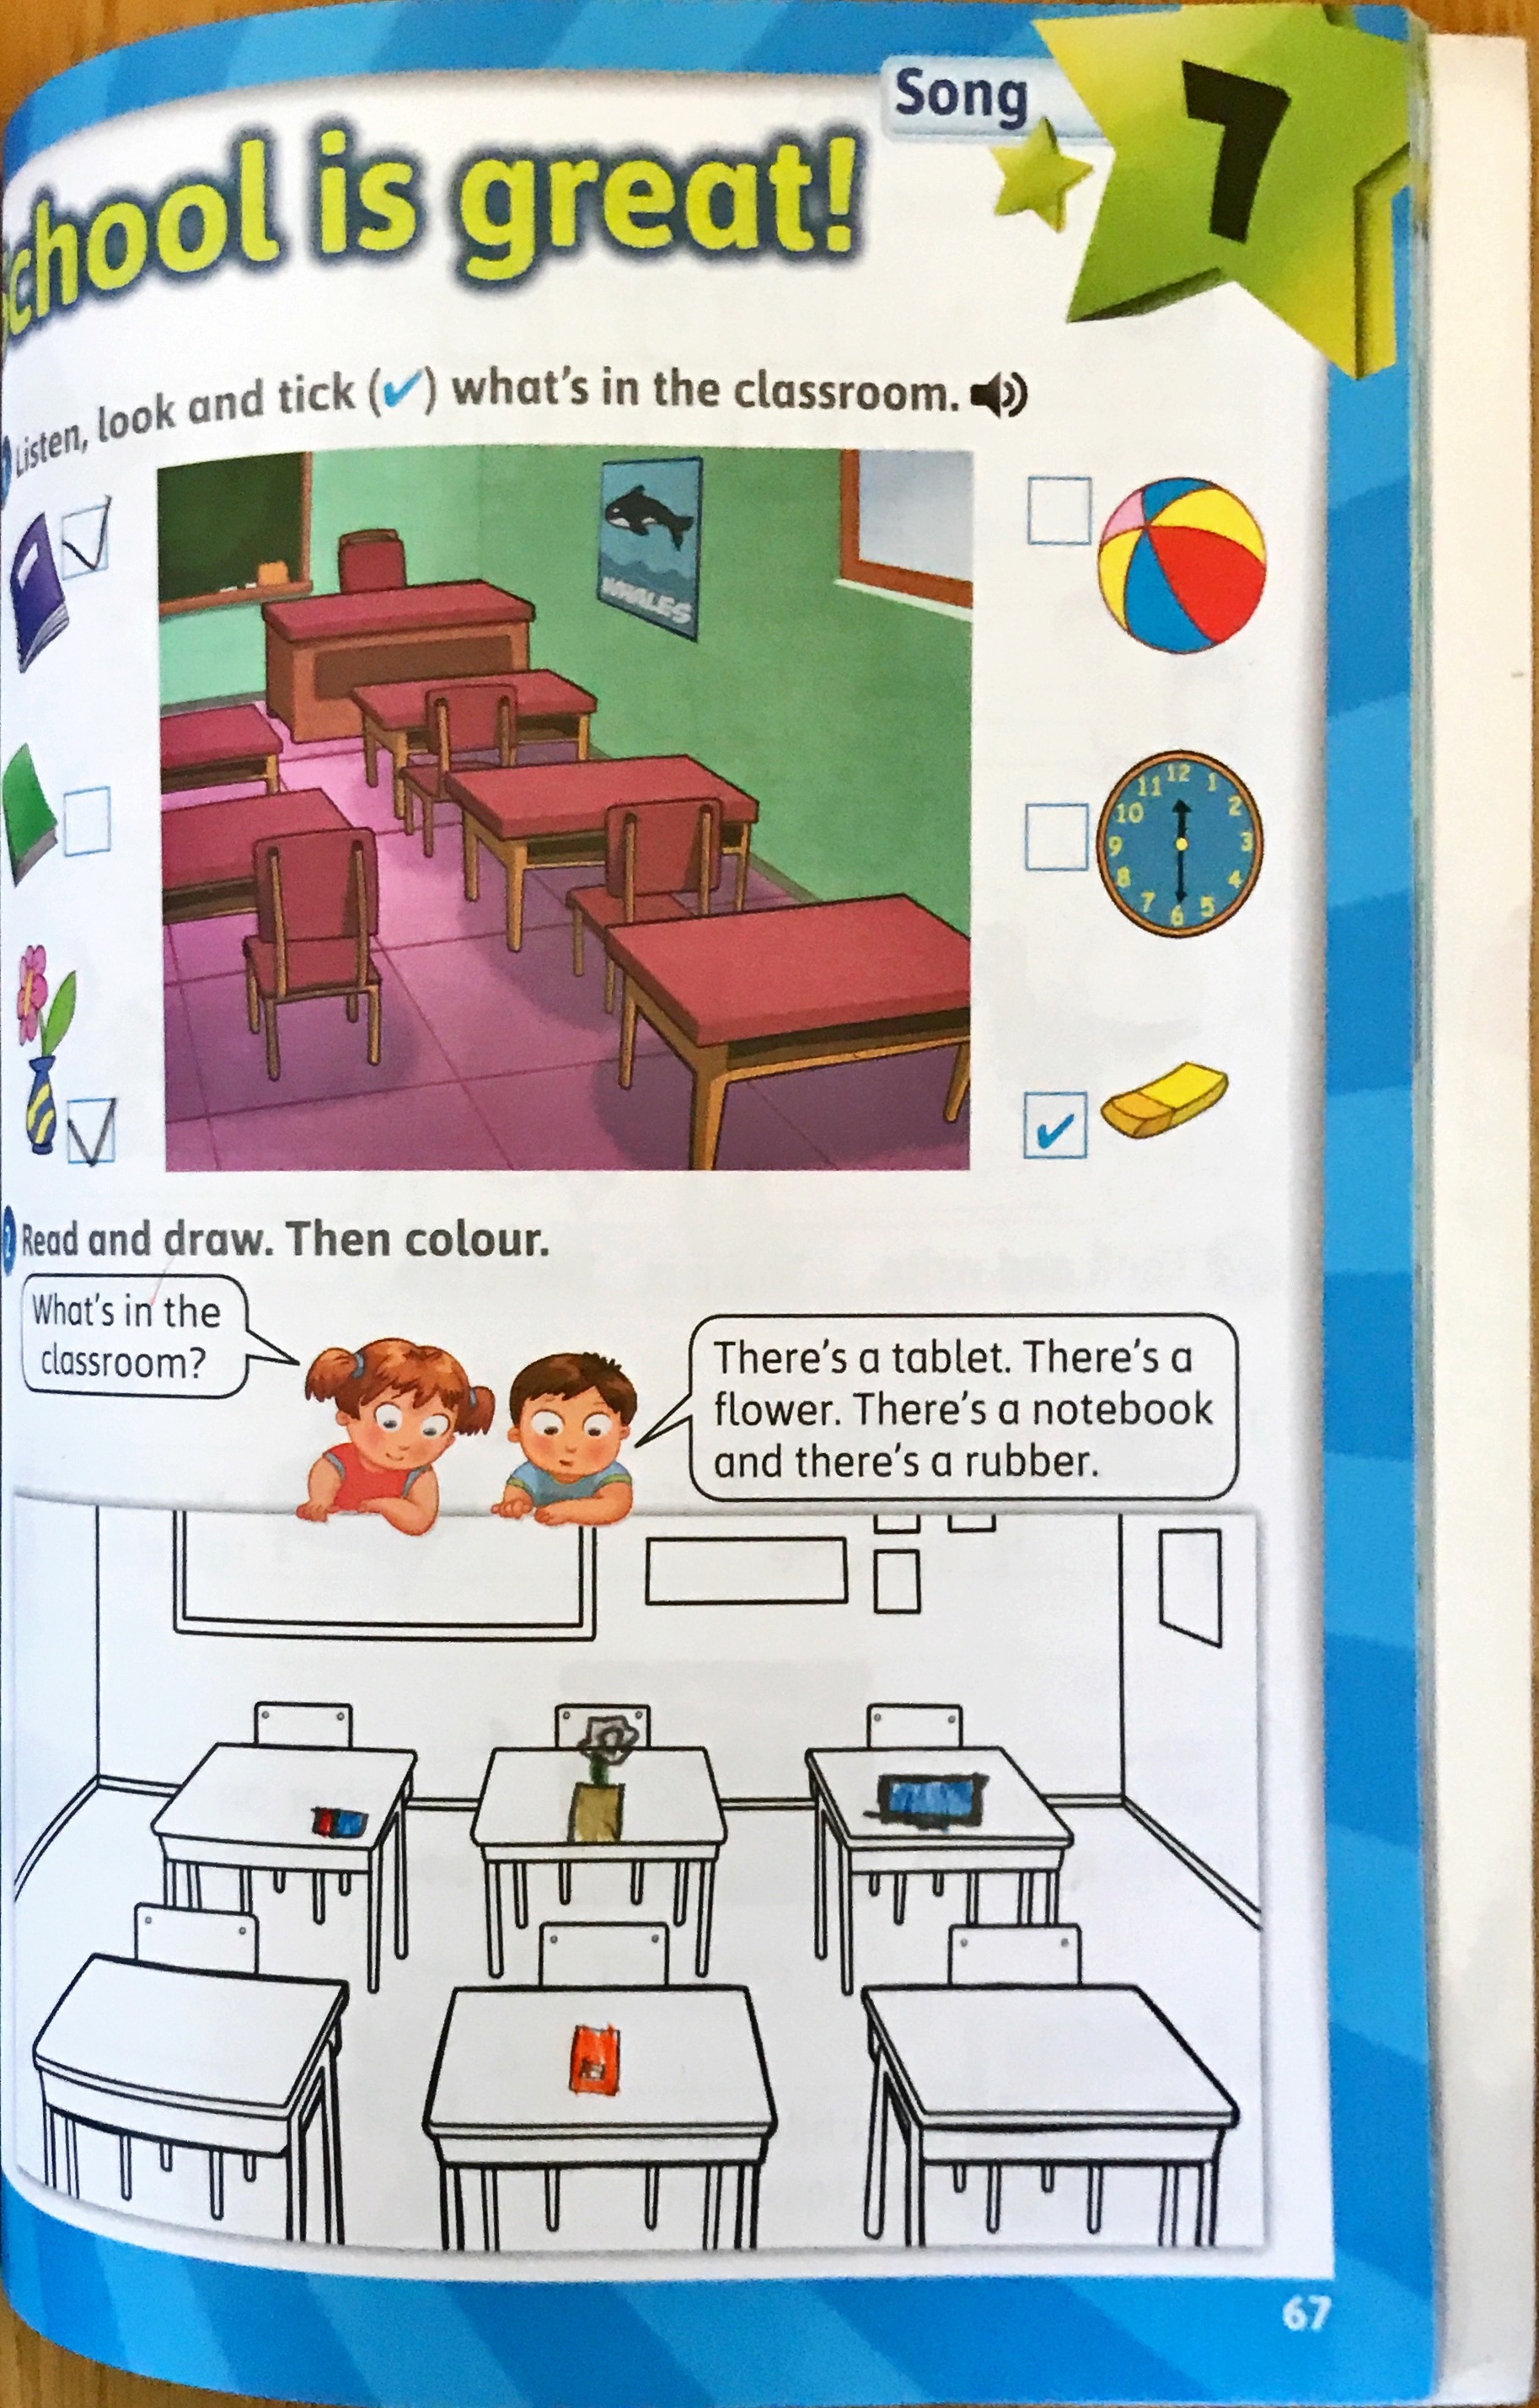 Song
7
chool is great!
Listen, look and tick (✓) what's in the classroom.
WHALES
11 12 1
10 2
9 3
8 4
7 6 5
2 Read and draw. Then colour.
What's in the
classroom?
There's a tablet. There's a
flower. There's a notebook
and there's a rubber.
67